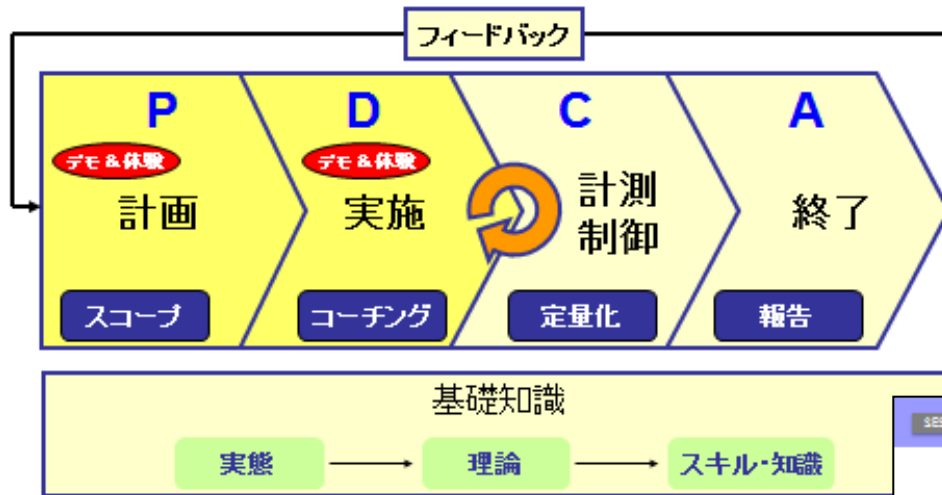 フィードバック
P
D
C
A
デモ&体験
デモ&体験
計画
実施
計測
制御
終了
スコープ
コーチング
定量化
報告
基礎知識
実態
理論
スキル・知識